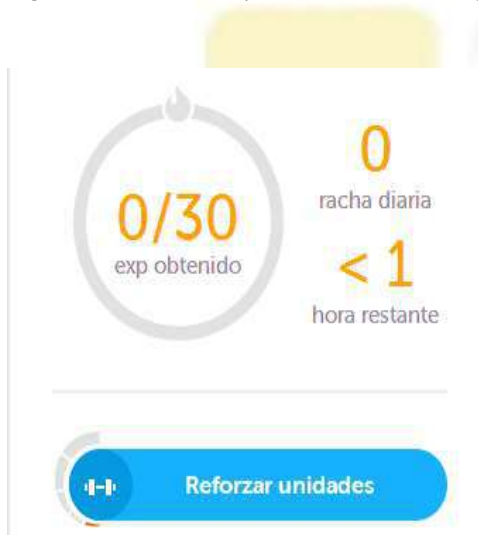 0/30
exp obtenido
0
racha diaria
< 1
hora restante
Reforzar unidades